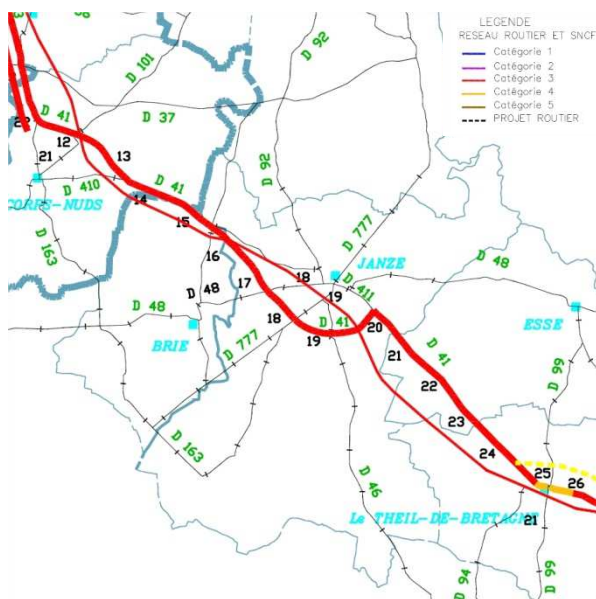 LEGENDE
RESEAU ROUTIER ET SNCF
Catégorie 1
Catégorie 2
Catégorie 3
Catégorie 4
Catégorie 5
PROJET ROUTIER
D 101
D 92
D 41
22
D 37
12
21
13
D 92
D 410
D 41
14
CORPS-NUDS
15
D 777
D 163
16
D 48
18
JANZE
17
D 48
D 411
19
D 48
18
D 41
20
ESSE
BRIE
19
D 777
21
D 41
22
D 99
23
D 163
24
25
D 46
26
Le THEIL-DE-BRETAGNE
21
D 94
D 99